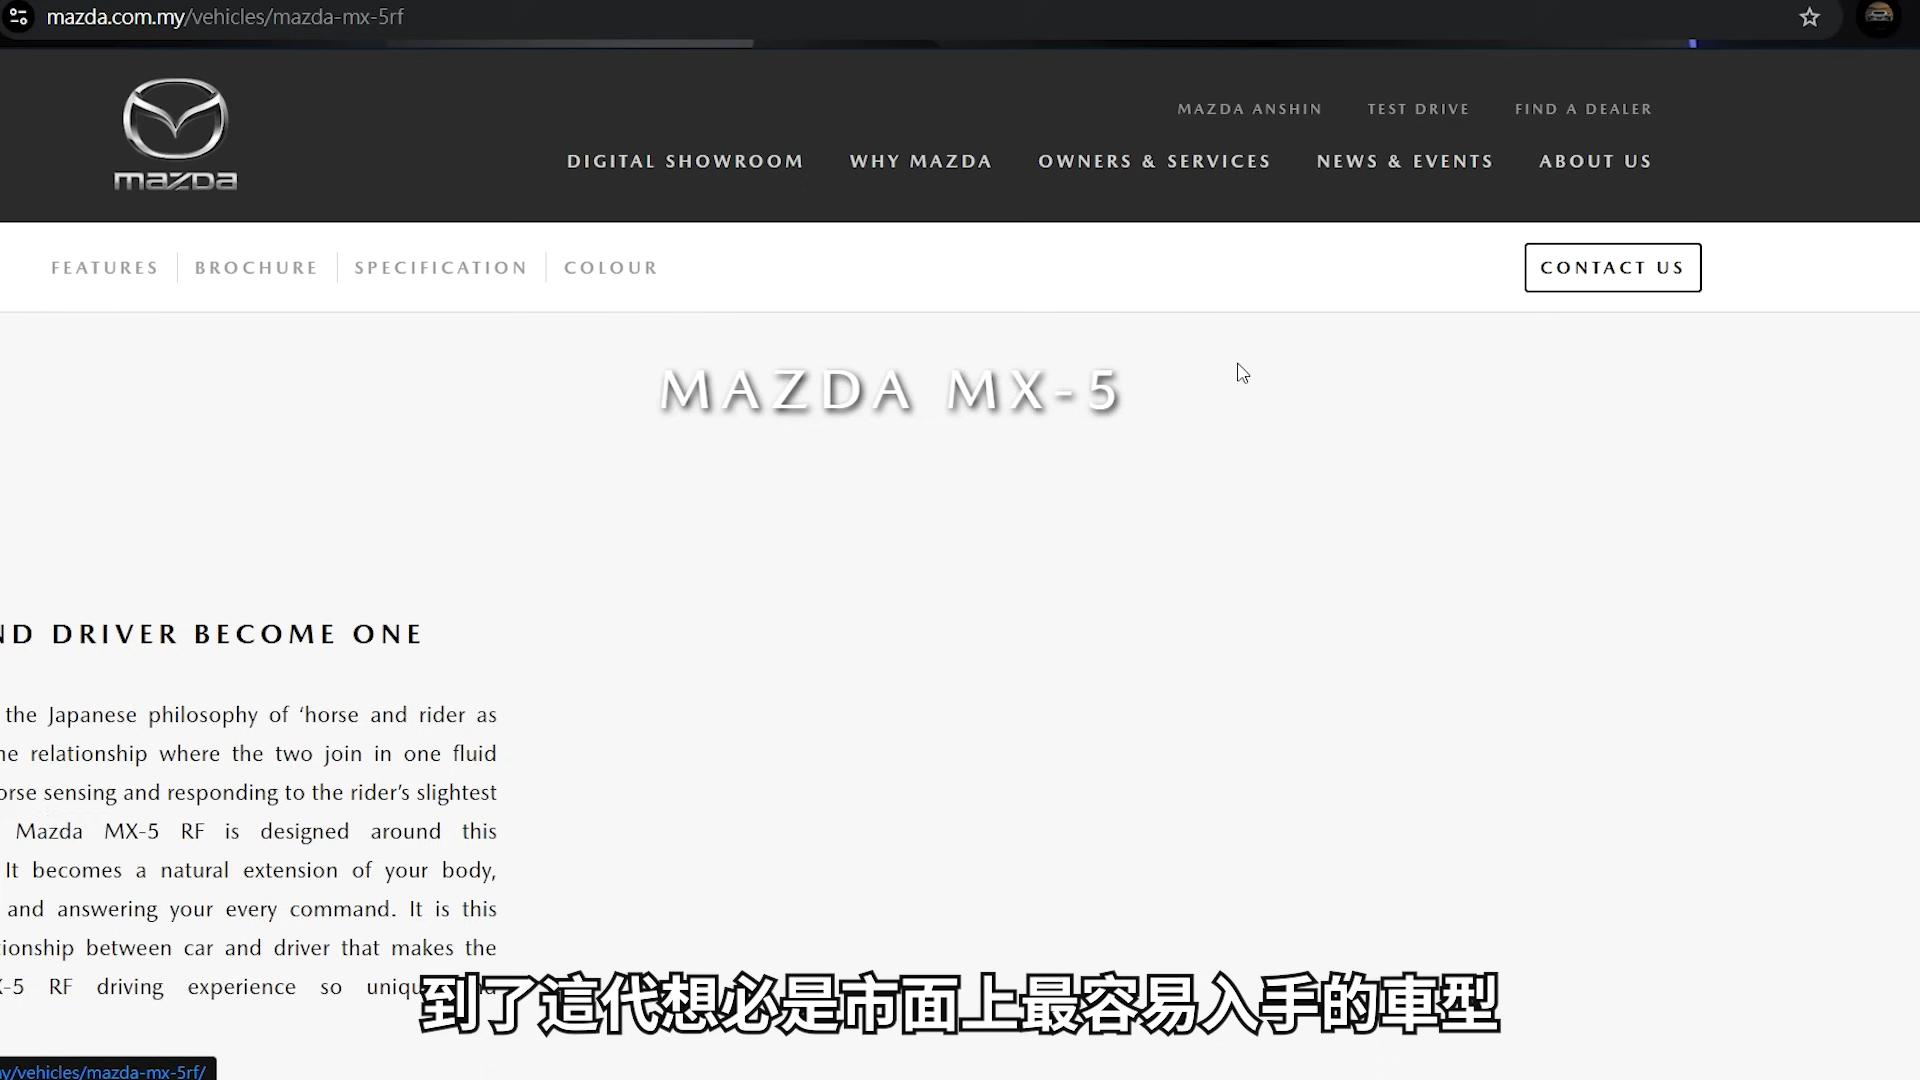 mazda.com.my/vehicles/mazda-mx-5rf
mazda
MAZDA ANSHIN TEST DRIVE FIND A DEALER
DIGITAL SHOWROOM WHY MAZDA OWNERS & SERVICES NEWS & EVENTS ABOUT US
FEATURES BROCHURE SPECIFICATION COLOUR
CONTACT US
MAZDA MX-5
DRIVER BECOME ONE
the Japanese philosophy of ‘horse and rider as
relationship where the two join in one fluid
sensing and responding to the rider’s slightest
Mazda MX-5 RF is designed around this
It becomes a natural extension of your body,
and answering your every command. It is this
between car and driver that makes the
RF driving experience so
到了這代想必是市面上最容易入手的車型
/vehicles/mazda-mx-5rf/